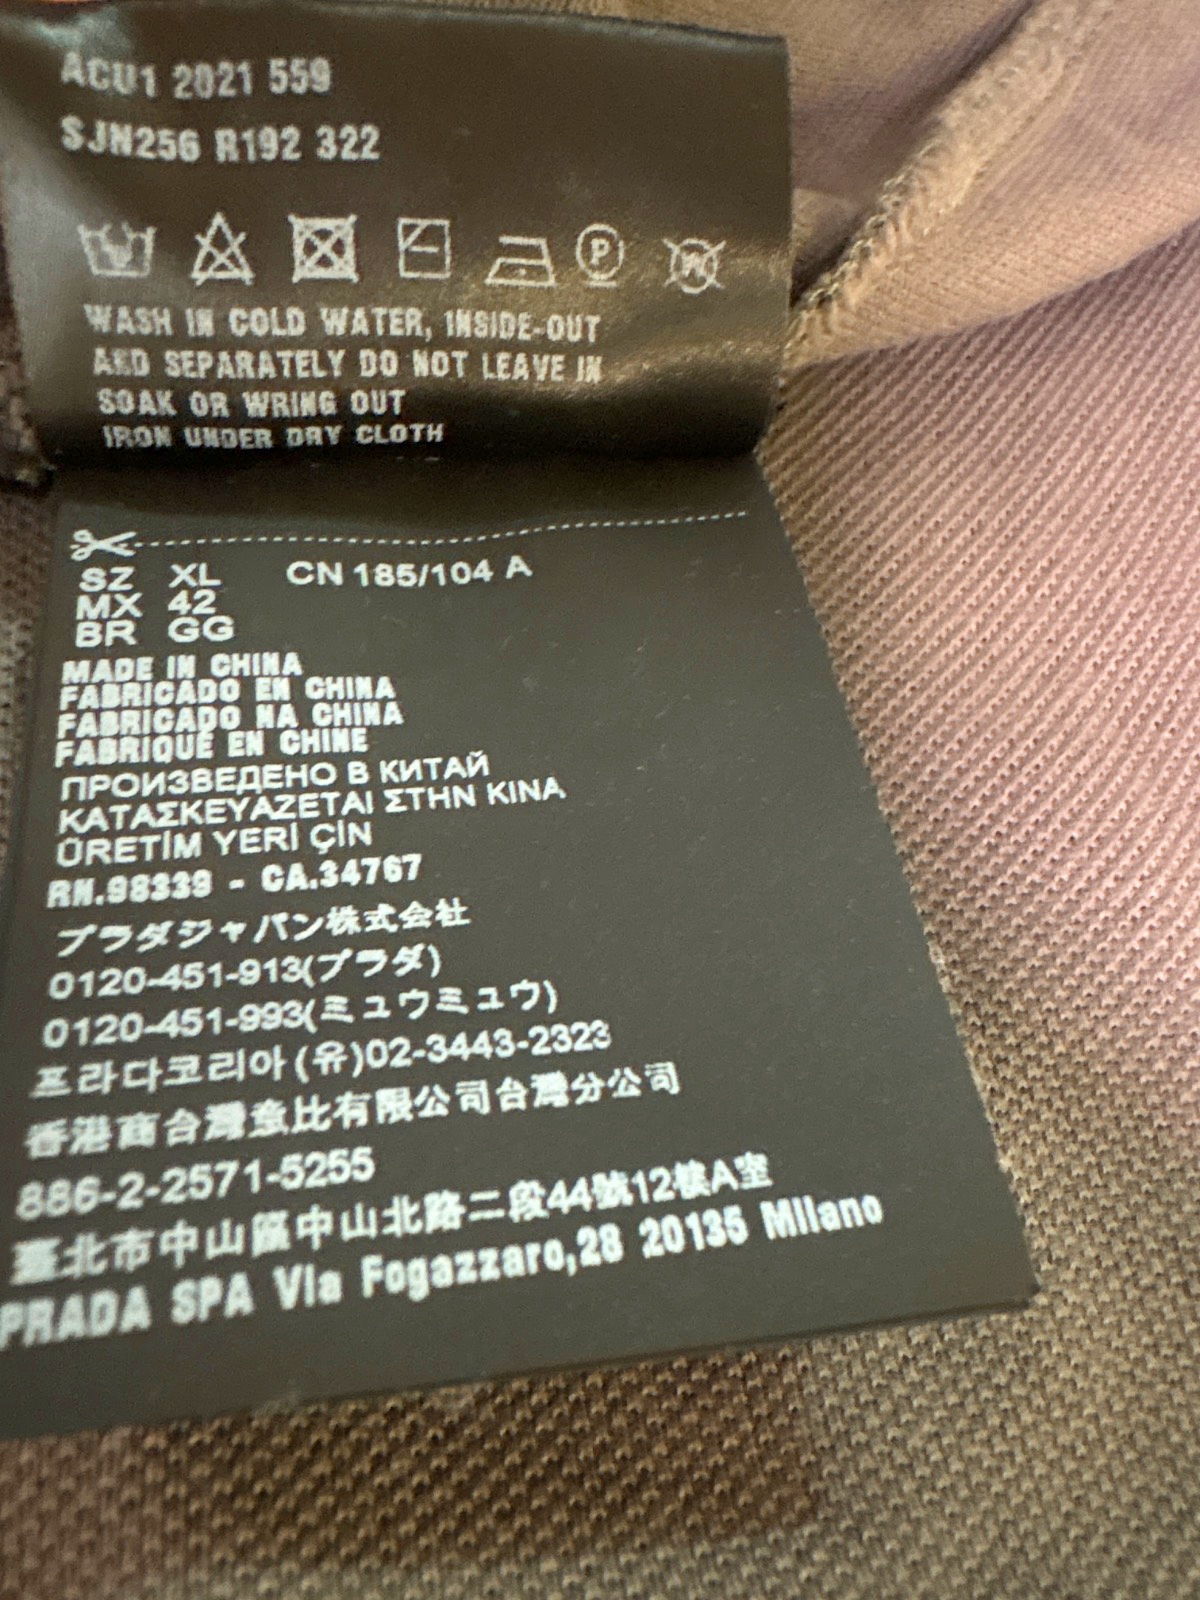 ACU1 2021 559
SJN256 R192 322
P W
WASH IN COLD WATER, INSIDE-OUT
AND SEPARATELY DO NOT LEAVE IN
SOAK OR WRING OUT
IRON UNDER DRY CLOTH
SZ XL CN 185/104 A
MX 42
BR GG
MADE IN CHINA
FABRICADO EN CHINA
FABRICADO NA CHINA
FABRIQUÉ EN CHINE
ПРОИЗВЕДЕНО В КИТАЙ
ΚΑΤΑΣΚΕΥΑΖΕΤΑΙ ΣΤΗΝ ΚΙΝΑ
ÜRETİM YERİ ÇİN
RN.98339 - CA.34767
プラダジャパン株式会社
0120-451-913(プラダ)
0120-451-993(ミュウミュウ)
프라다코리아(유)02-3443-2323
香港商台灣意比有限公司台灣分公司
886-2-2571-5255
臺北市中山區中山北路二段44號12樓A室
PRADA SPA Via Fogazzaro,28 20135 Milano